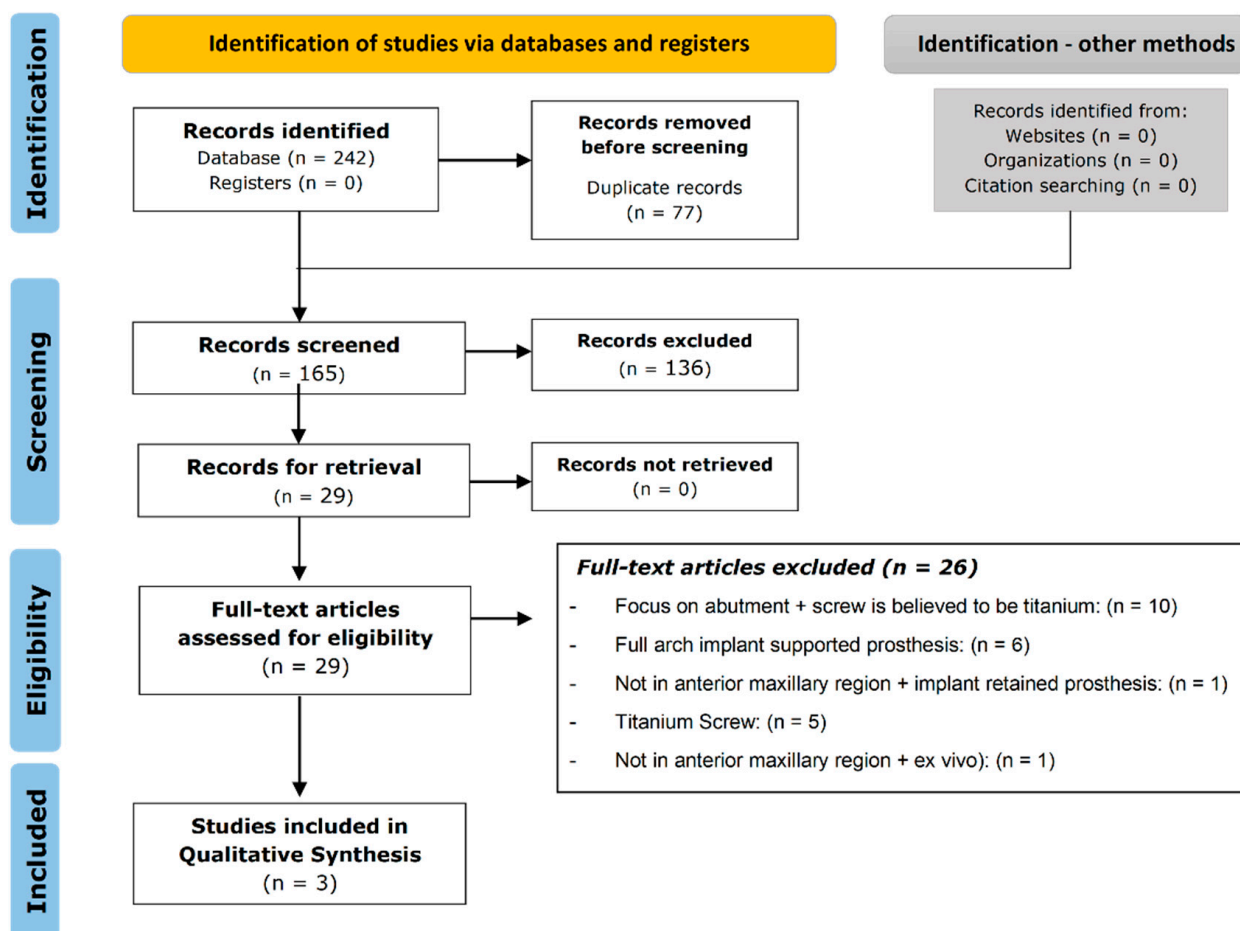 Identification
Identification of studies via databases and registers
Identification - other methods
Records identified
Database (n = 242)
Registers (n = 0)
Records removed
before screening
Duplicate records
(n = 77)
Records identified from:
Websites (n = 0)
Organizations (n = 0)
Citation searching (n = 0)
Screening
Records screened
(n = 165)
Records excluded
(n = 136)
Records for retrieval
(n = 29)
Records not retrieved
(n = 0)
Eligibility
Full-text articles
assessed for eligibility
(n = 29)
Full-text articles excluded (n = 26)
- Focus on abutment + screw is believed to be titanium: (n = 10)
- Full arch implant supported prosthesis: (n = 6)
- Not in anterior maxillary region + implant retained prosthesis: (n = 1)
- Titanium Screw: (n = 5)
- Not in anterior maxillary region + ex vivo): (n = 1)
Included
Studies included in
Qualitative Synthesis
(n = 3)